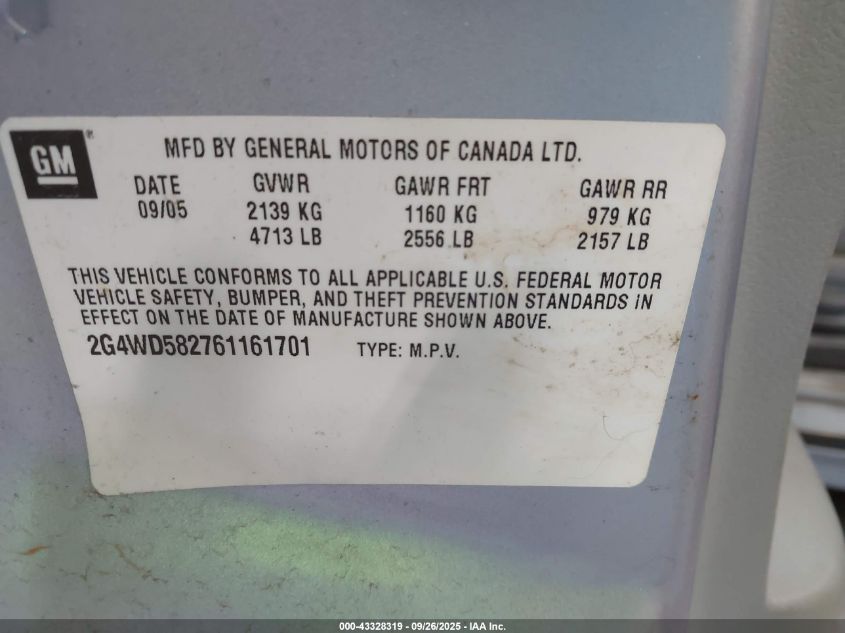 GM®
MFD BY GENERAL MOTORS OF CANADA LTD.
DATE GVWR GAWR FRT GAWR RR
09/05 2139 KG 1160 KG 979 KG
4713 LB 2556 LB 2157 LB
THIS VEHICLE CONFORMS TO ALL APPLICABLE U.S. FEDERAL MOTOR
VEHICLE SAFETY, BUMPER, AND THEFT PREVENTION STANDARDS IN
EFFECT ON THE DATE OF MANUFACTURE SHOWN ABOVE.
2G4WD582761161701 TYPE: M.P.V.
000-43328319 - 09/26/2025 - IAA Inc.